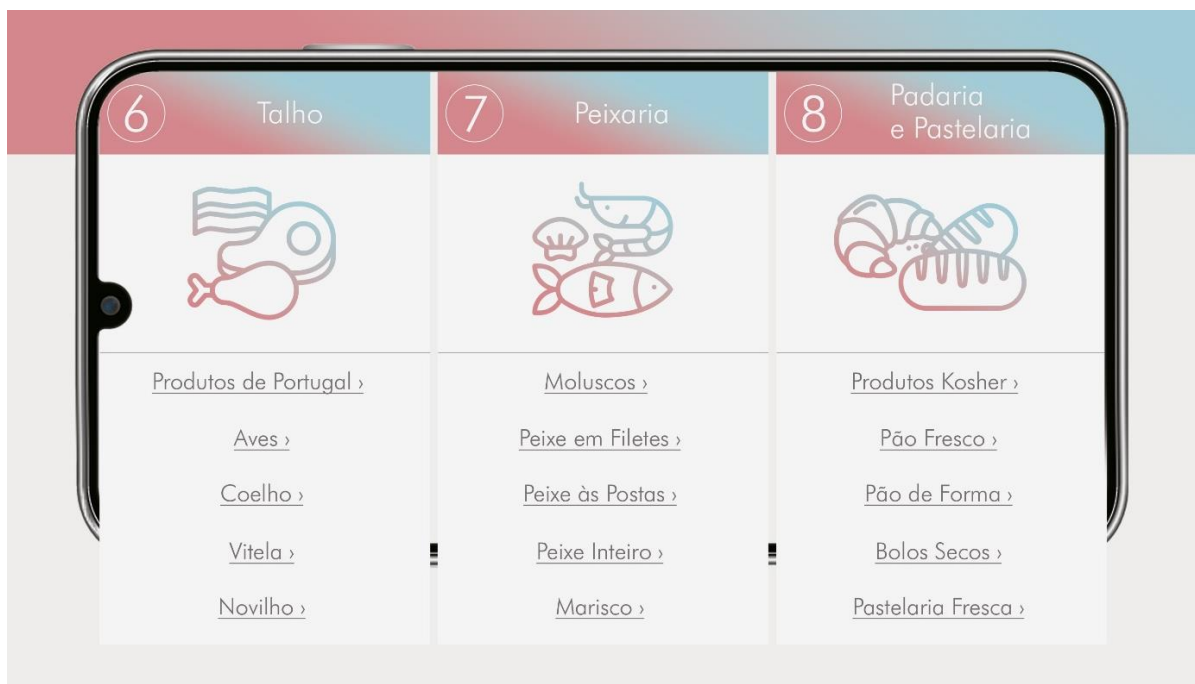 6 Talho
Produtos de Portugal ›
Aves ›
Coelho ›
Vitela ›
Novilho ›
7 Peixaria
Moluscos ›
Peixe em Filetes ›
Peixe às Postas ›
Peixe Inteiro ›
Marisco ›
8 Padaria
e Pastelaria
Produtos Kosher ›
Pão Fresco ›
Pão de Forma ›
Bolos Secos ›
Pastelaria Fresca ›